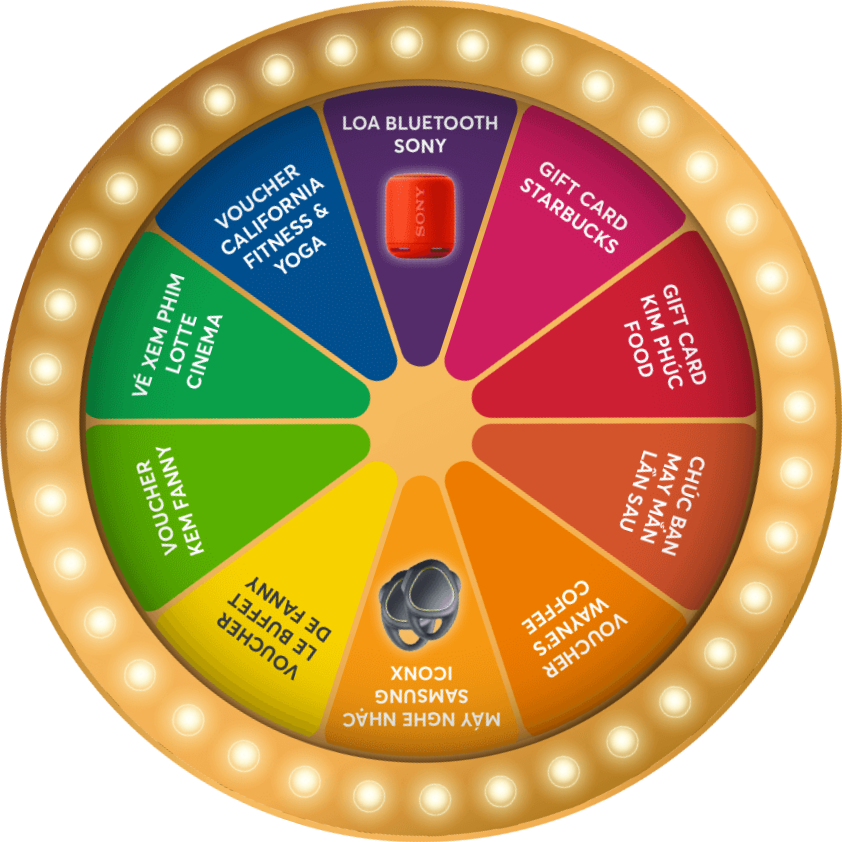 LOA BLUETOOTH
SONY
SONY
GIFT CARD
STARBUCKS
GIFT CARD
KIM PHÚC
FOOD
CHÚC BẠN
MAY MẮN
LẦN SAU
VOUCHER
WAYNE'S
COFFEE
MÁY NGHE NHẠC
SAMSUNG
ICONX
VOUCHER
LE BUFFET
DE FANNY
VOUCHER
KEM FANNY
VÉ XEM PHIM
LOTTE
CINEMA
VOUCHER
CALIFORNIA
FITNESS &
YOGA